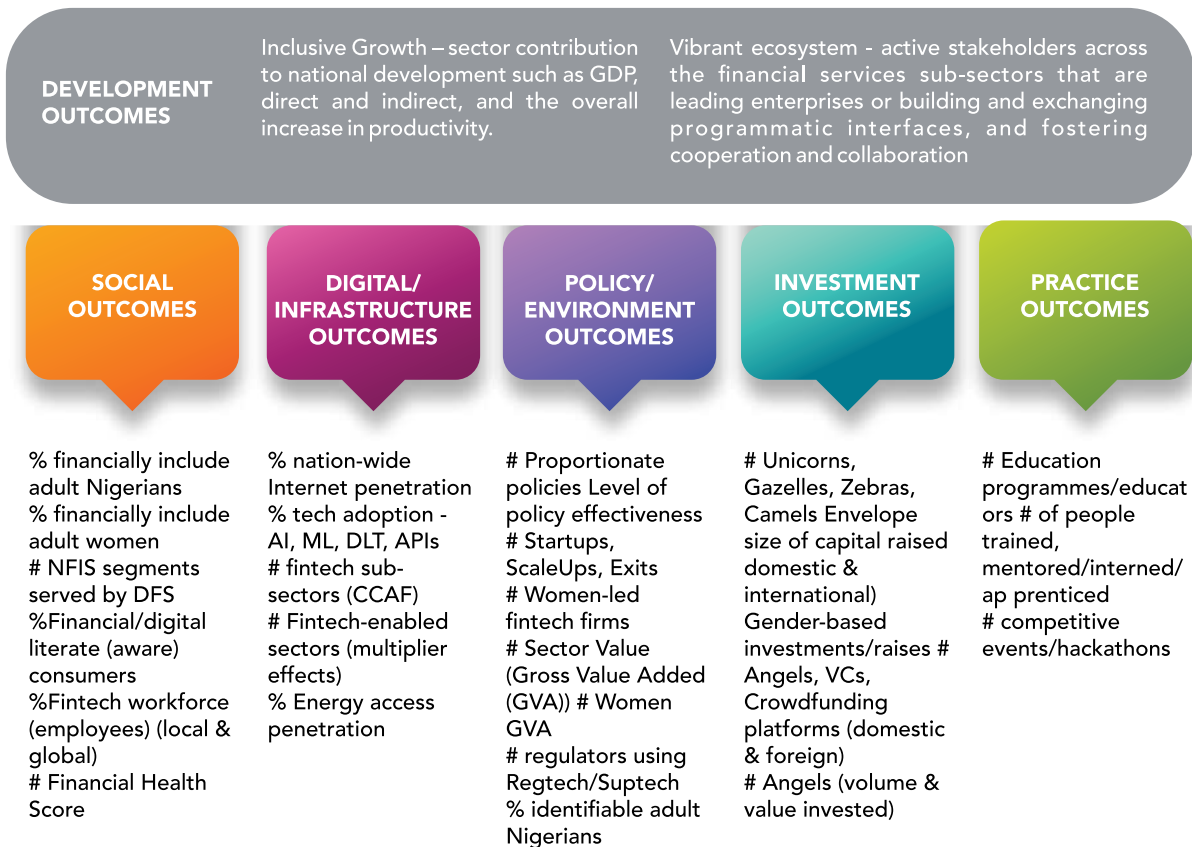 DEVELOPMENT
OUTCOMES
Inclusive Growth – sector contribution
to national development such as GDP,
direct and indirect, and the overall
increase in productivity.
Vibrant ecosystem - active stakeholders across
the financial services sub-sectors that are
leading enterprises or building and exchanging
programmatic interfaces, and fostering
cooperation and collaboration
SOCIAL
OUTCOMES
% financially include
adult Nigerians
% financially include
adult women
# NFIS segments
served by DFS
%Financial/digital
literate (aware)
consumers
%Fintech workforce
(employees) (local &
global)
# Financial Health
Score
DIGITAL/
INFRASTRUCTURE
OUTCOMES
% nation-wide
Internet penetration
% tech adoption -
AI, ML, DLT, APIs
# fintech sub-
sectors (CCAF)
# Fintech-enabled
sectors (multiplier
effects)
% Energy access
penetration
POLICY/
ENVIRONMENT
OUTCOMES
# Proportionate
policies Level of
policy effectiveness
# Startups,
ScaleUps, Exits
# Women-led
fintech firms
# Sector Value
(Gross Value Added
(GVA)) # Women
GVA
# regulators using
Regtech/Suptech
% identifiable adult
Nigerians
INVESTMENT
OUTCOMES
# Unicorns,
Gazelles, Zebras,
Camels Envelope
size of capital raised
domestic &
international)
Gender-based
investments/raises #
Angels, VCs,
Crowdfunding
platforms (domestic
& foreign)
# Angels (volume &
value invested)
PRACTICE
OUTCOMES
# Education
programmes/educat
ors # of people
trained,
mentored/interned/
ap prenticed
# competitive
events/hackathons